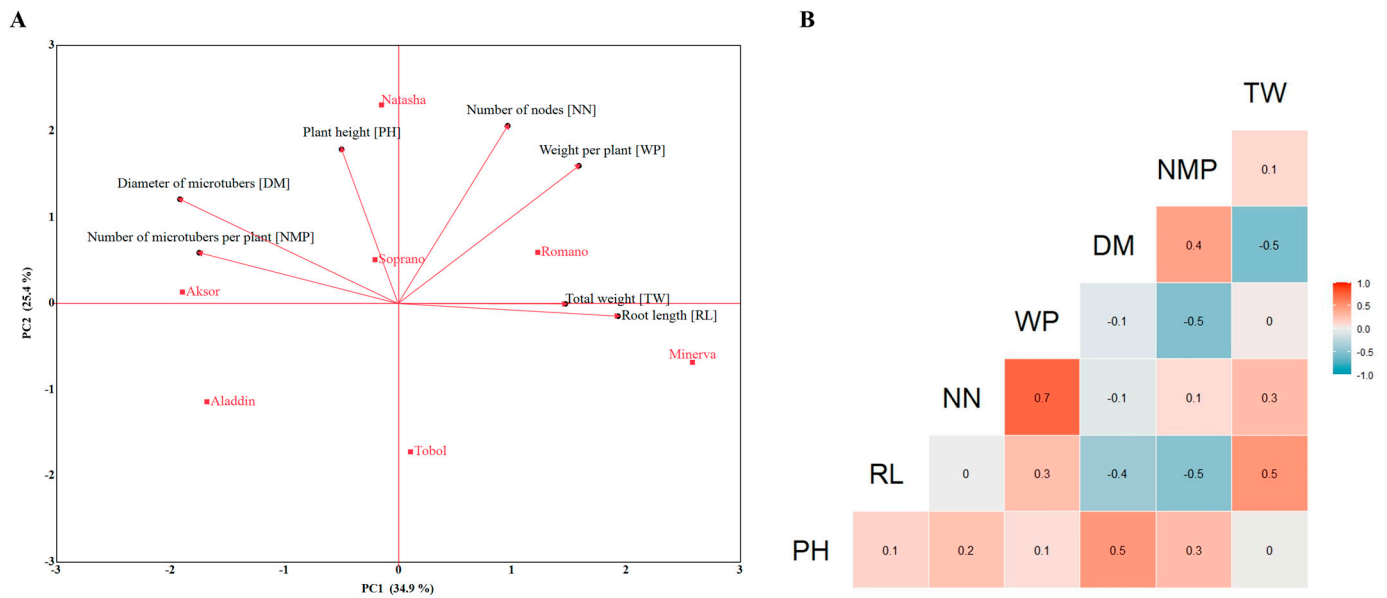 A
B
3
2
1
0
-1
-2
-3
-3
-2
-1
0
1
2
3
PC2 (25.4 %)
PC1 (34.9 %)
Natasha
Number of nodes [NN]
Plant height [PH]
Weight per plant [WP]
Diameter of microtubers [DM]
Number of microtubers per plant [NMP]
Soprano
Romano
Aksor
Total weight [TW]
Root length [RL]
Minerva
Aladdin
Tobol
TW
NMP 0.1
DM 0.4 -0.5
WP -0.1 -0.5 0
NN 0.7 -0.1 0.1 0.3
RL 0 0.3 -0.4 -0.5 0.5
PH 0.1 0.2 0.1 0.5 0.3 0
1.0
0.5
0.0
-0.5
-1.0